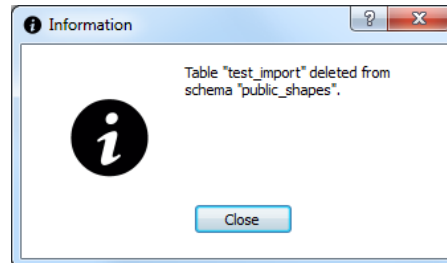 Information
Table "test_import" deleted from
schema "public_shapes".
Close